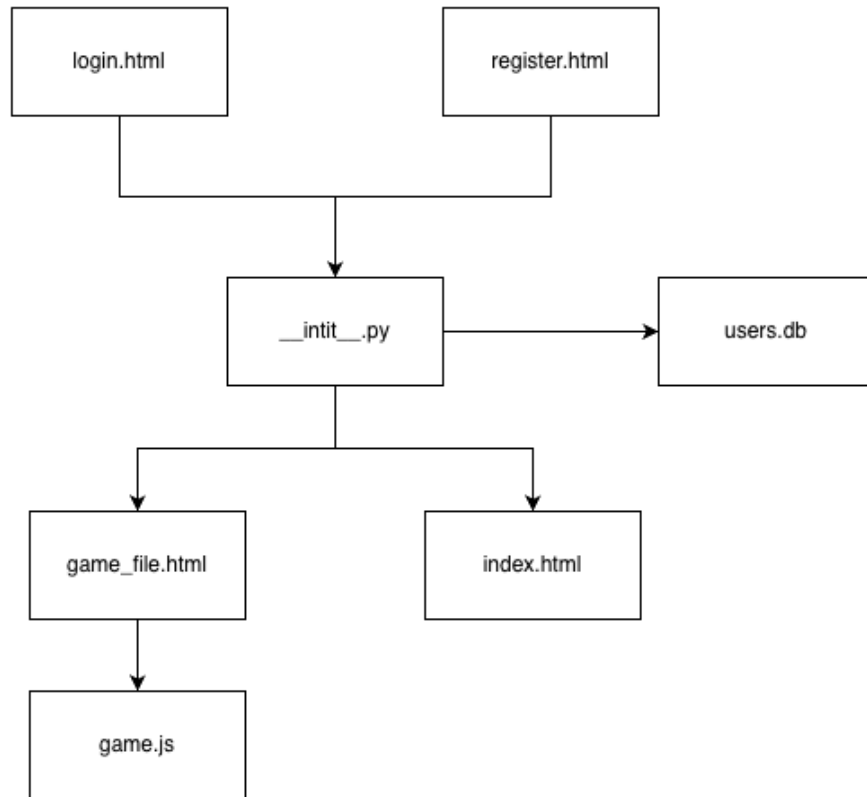 login.html
register.html
__intit__.py
users.db
game_file.html
index.html
game.js